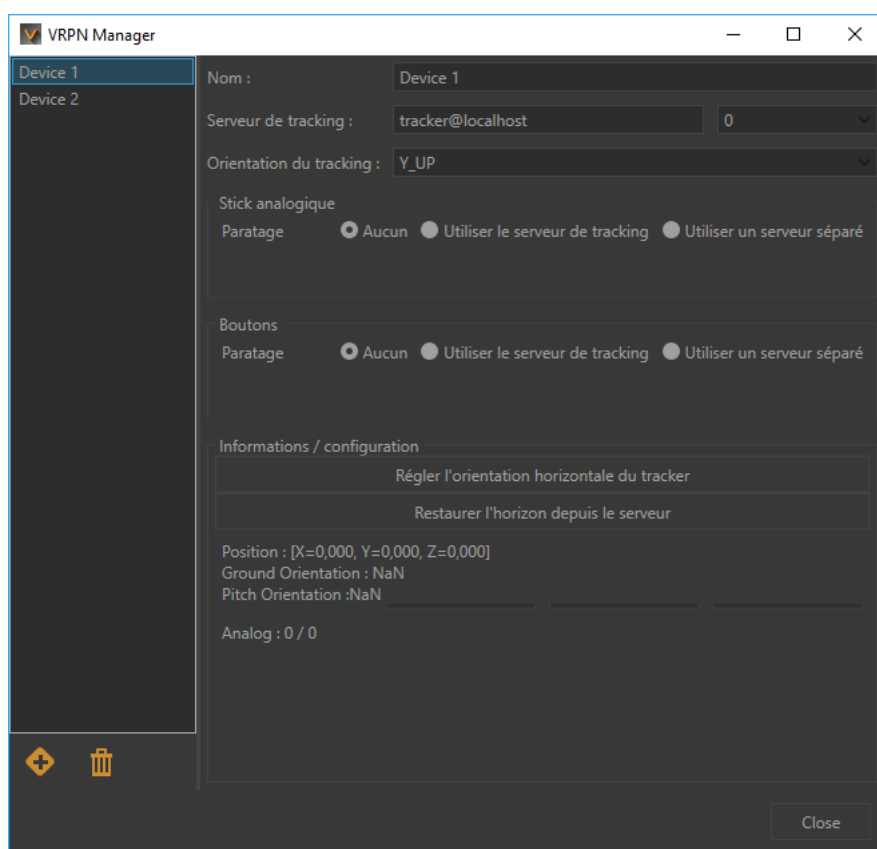 VRPN Manager
Device 1
Device 2
Nom :
Device 1
Serveur de tracking :
tracker@localhost
0
Orientation du tracking :
Y_UP
Stick analogique
Paratage
Aucun
Utiliser le serveur de tracking
Utiliser un serveur séparé
Boutons
Paratage
Aucun
Utiliser le serveur de tracking
Utiliser un serveur séparé
Informations / configuration
Régler l'orientation horizontale du tracker
Restaurer l'horizon depuis le serveur
Position : [X=0,000, Y=0,000, Z=0,000]
Ground Orientation : NaN
Pitch Orientation :NaN
Analog : 0 / 0
Close